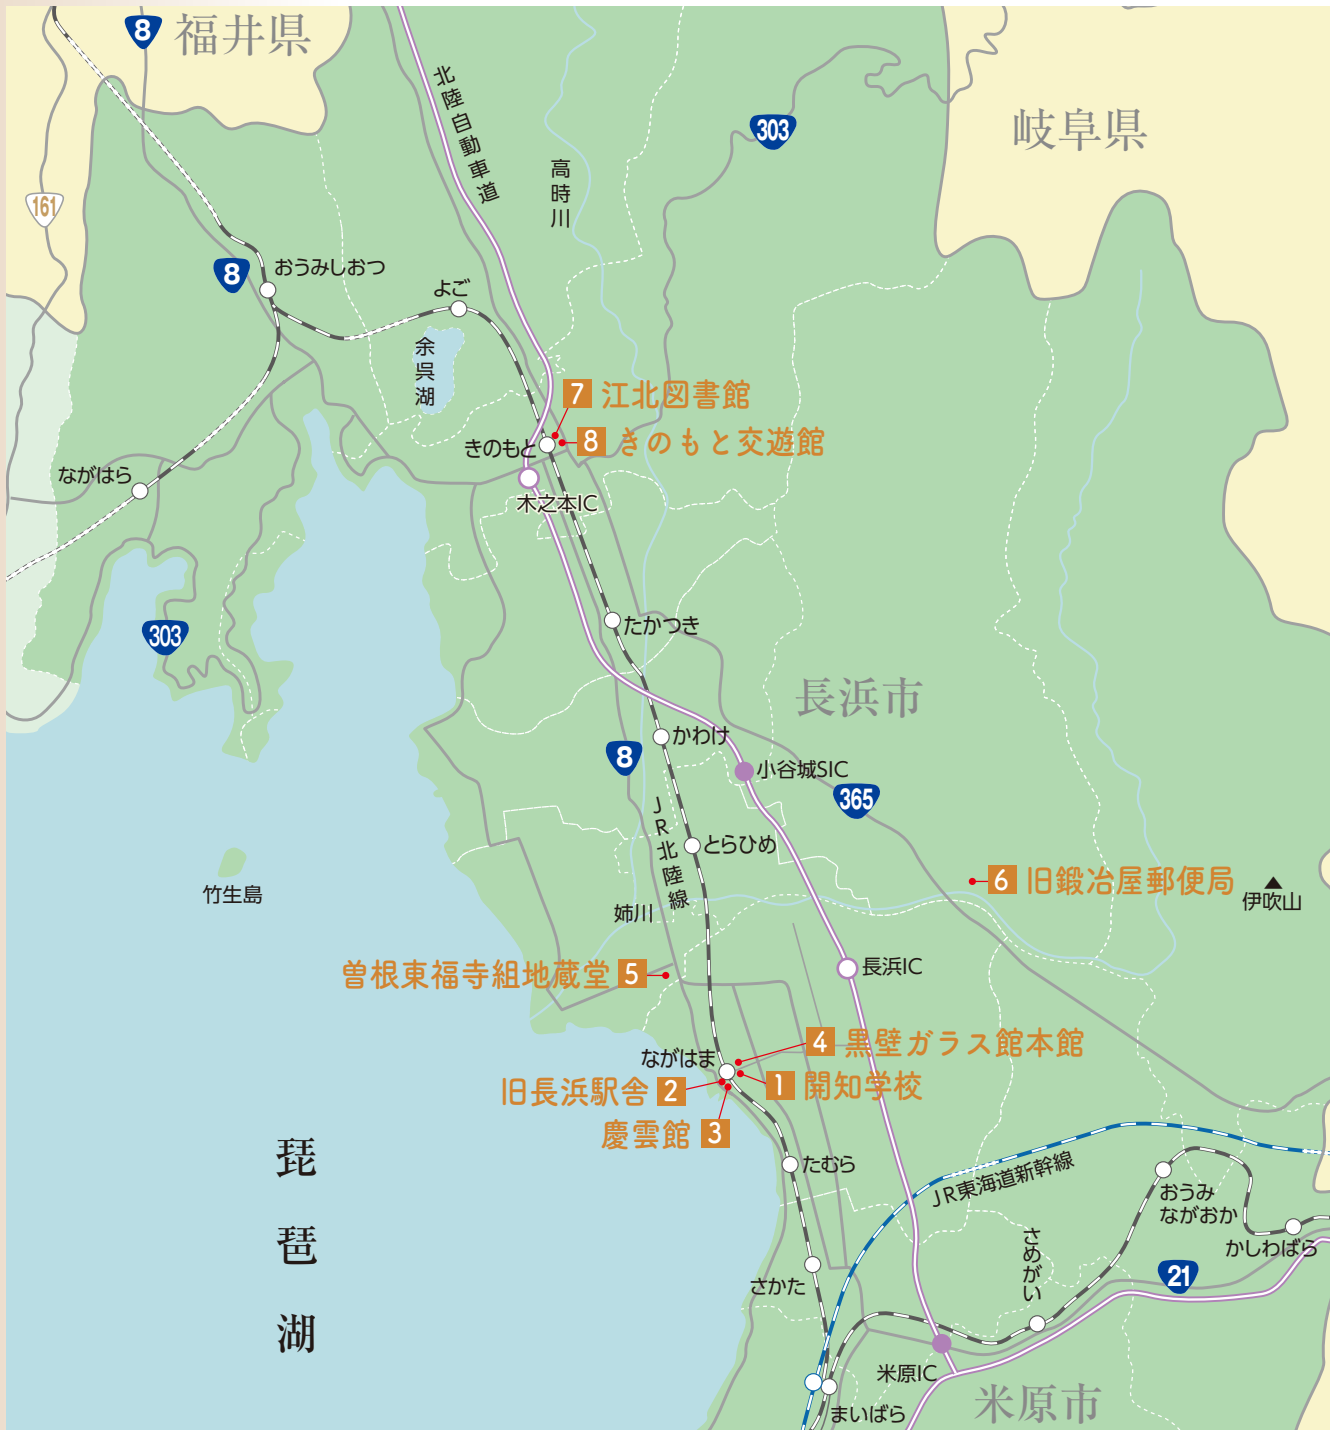 8
福井県
岐阜県
303
北陸自動車道
高時川
161
8
おうみしおつ
よご
余呉湖
7 江北図書館
8 きのもと交遊館
きのもと
ながはら
木之本IC
303
たかつき
長浜市
かわけ
8
小谷城SIC
365
JR北陸線
とらひめ
竹生島
6 旧鍛冶屋郵便局
伊吹山
姉川
曽根東福寺組地蔵堂 5
長浜IC
4 黒壁ガラス館本館
ながはま
1 開知学校
旧長浜駅舎 2
慶雲館 3
琵琶湖
たむら
JR東海道新幹線
おうみ
ながおか
かしわばら
さめがい
さかた
21
米原IC
米原市
まいばら